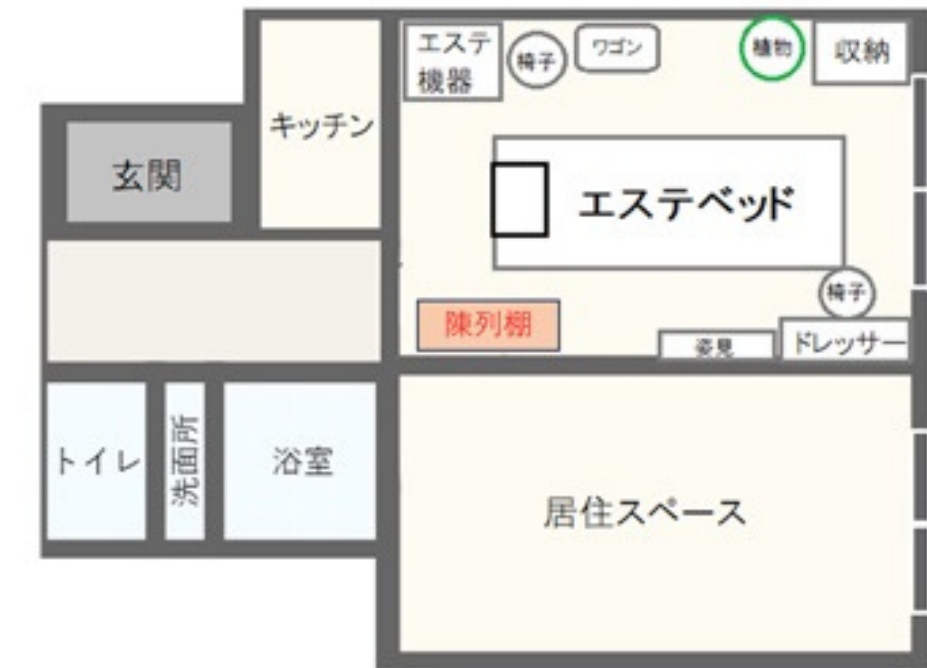 エステ
機器
椅子
ワゴン
植物
収納
キッチン
玄関
エステベッド
椅子
陳列棚
姿見
ドレッサー
トイレ
洗面所
浴室
居住スペース